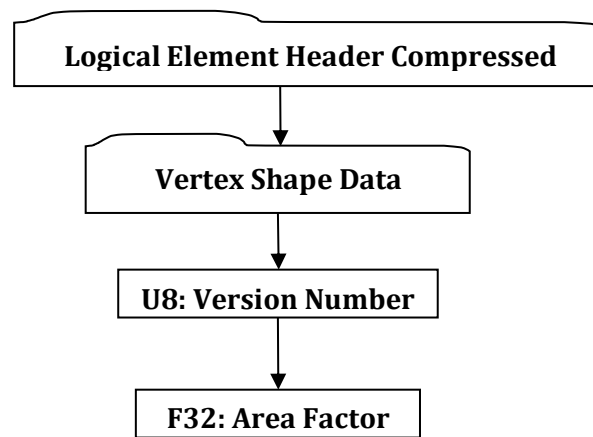 Logical Element Header Compressed
Vertex Shape Data
U8: Version Number
F32: Area Factor